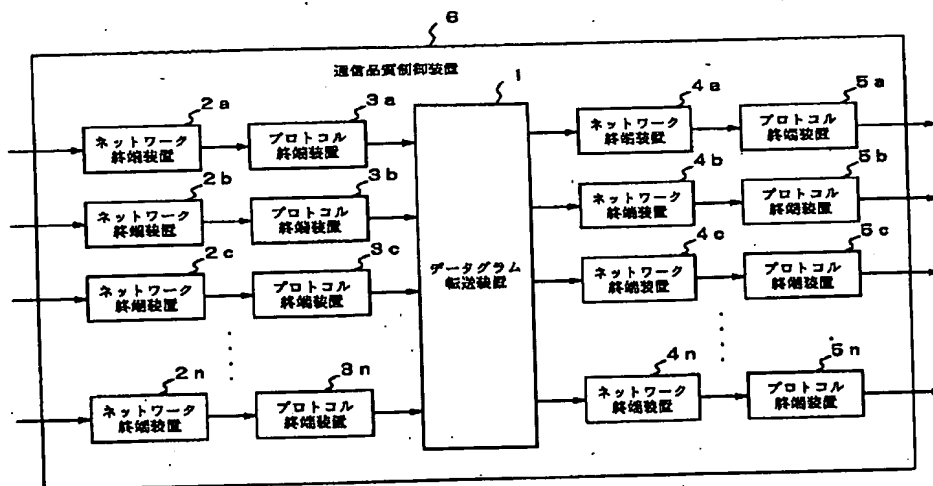 6
通信品質制御装置
1
2a
ネットワーク
終端装置
3a
プロトコル
終端装置
4a
ネットワーク
終端装置
5a
プロトコル
終端装置
2b
ネットワーク
終端装置
3b
プロトコル
終端装置
4b
ネットワーク
終端装置
5b
プロトコル
終端装置
2c
ネットワーク
終端装置
3c
プロトコル
終端装置
データグラム
転送装置
4c
ネットワーク
終端装置
5c
プロトコル
終端装置
2n
ネットワーク
終端装置
3n
プロトコル
終端装置
4n
ネットワーク
終端装置
5n
プロトコル
終端装置